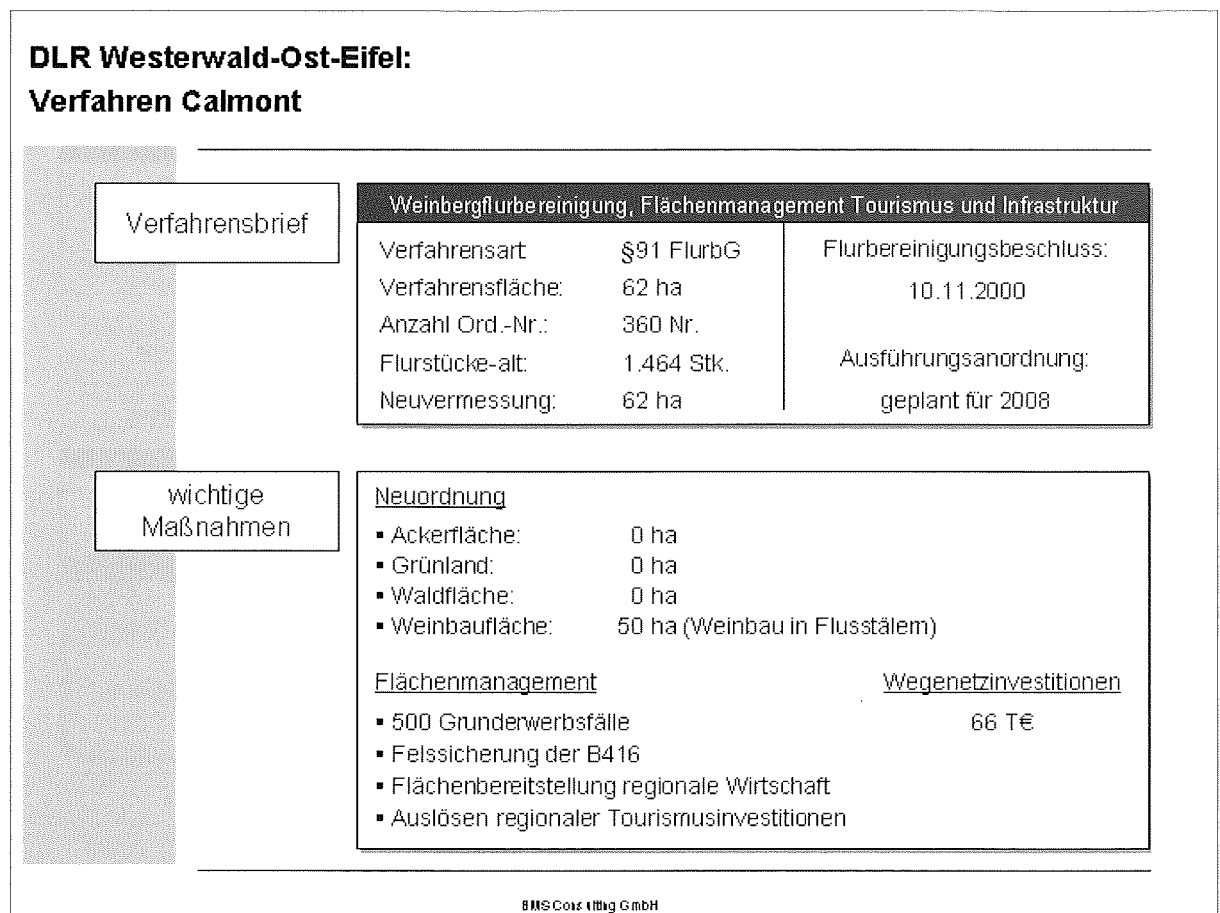 DLR Westerwald-Ost-Eifel:
Verfahren Calmont
Verfahrensbrief
Weinbergflurbereinigung, Flächenmanagement Tourismus und Infrastruktur
Verfahrensart §91 FlurbG
Verfahrensfläche: 62 ha
Anzahl Ord.-Nr.: 360 Nr.
Flurstücke-alt: 1.464 Stk.
Neuvermessung: 62 ha
Flurbereinigungsbeschluss:
10.11.2000
Ausführungsanordnung:
geplant für 2008
wichtige
Maßnahmen
Neuordnung
▪ Ackerfläche: 0 ha
▪ Grünland: 0 ha
▪ Waldfläche: 0 ha
▪ Weinbaufläche: 50 ha (Weinbau in Flusstälern)
Flächenmanagement
▪ 500 Grunderwerbsfälle
▪ Felssicherung der B416
▪ Flächenbereitstellung regionale Wirtschaft
▪ Auslösen regionaler Tourismusinvestitionen
Wegenetzinvestitionen
66 T€
BMS Consulting GmbH